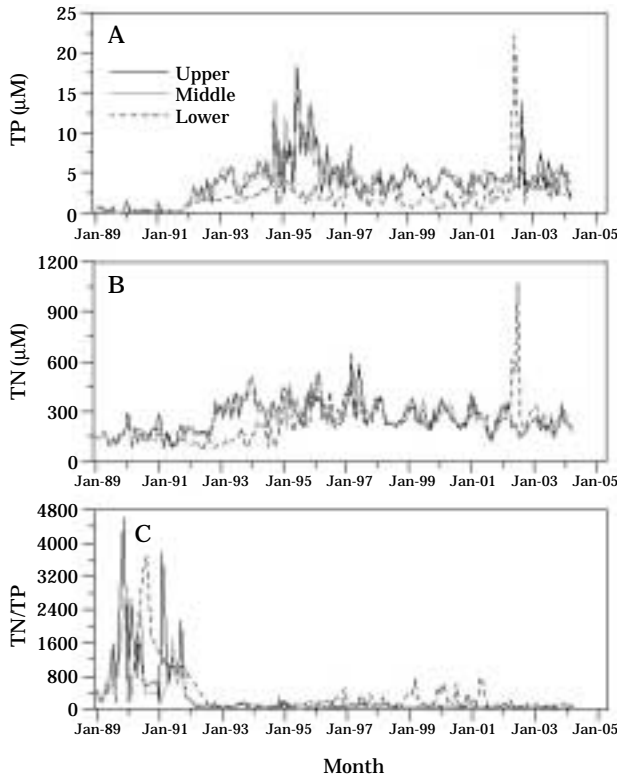 A
TP (µM)
25
20
15
10
5
0
Upper
Middle
Lower
Jan-89 Jan-91 Jan-93 Jan-95 Jan-97 Jan-99 Jan-01 Jan-03 Jan-05
B
TN (µM)
1200
900
600
300
0
Jan-89 Jan-91 Jan-93 Jan-95 Jan-97 Jan-99 Jan-01 Jan-03 Jan-05
C
TN/TP
4800
4000
3200
2400
1600
800
0
Jan-89 Jan-91 Jan-93 Jan-95 Jan-97 Jan-99 Jan-01 Jan-03 Jan-05
Month